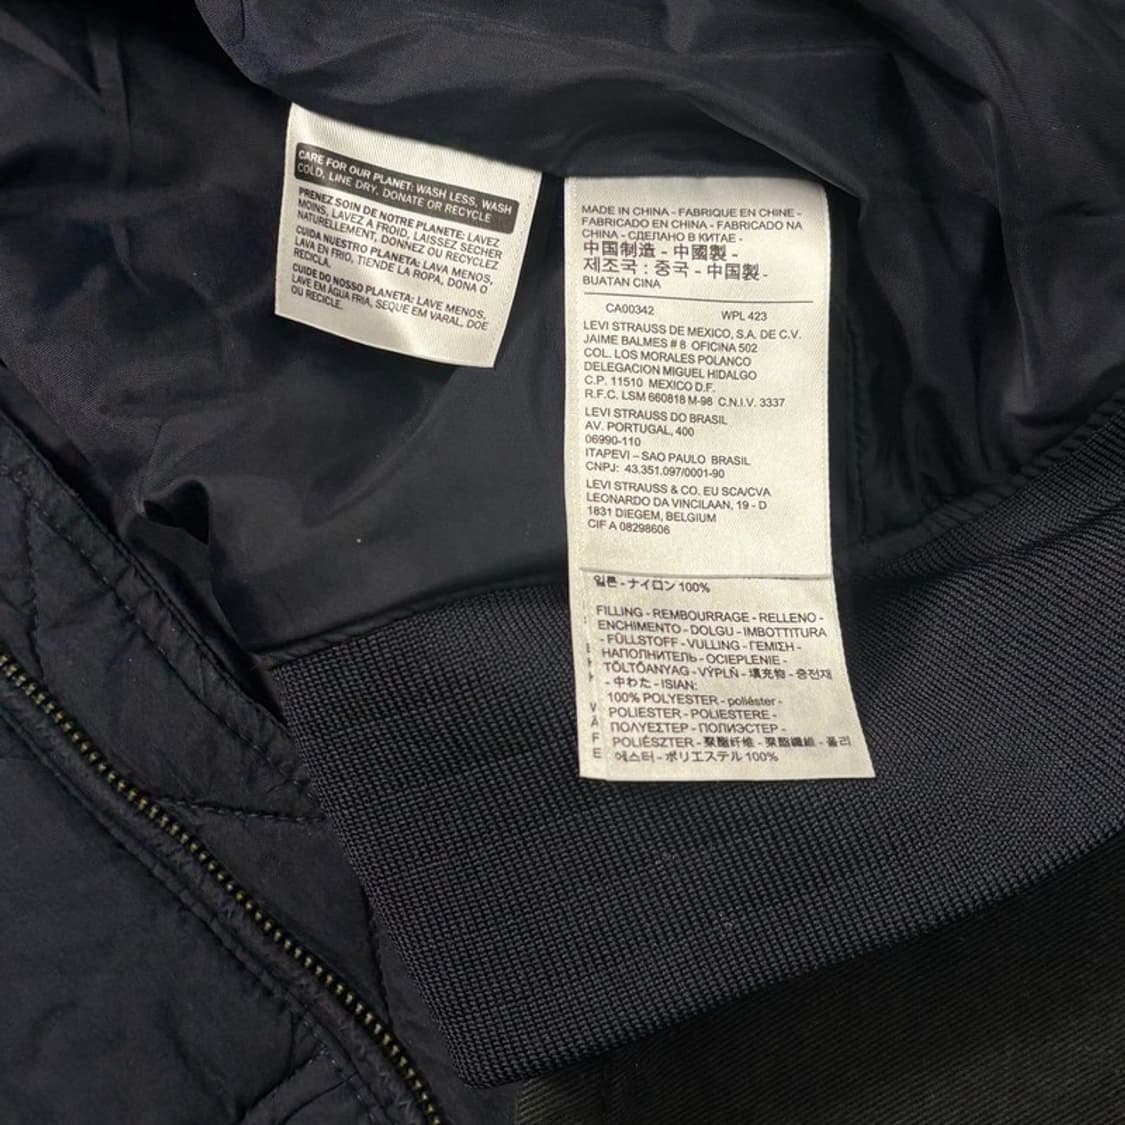 CARE FOR OUR PLANET: WASH LESS, WASH
COLD, LINE DRY, DONATE OR RECYCLE
PRENEZ SOIN DE NOTRE PLANETE: LAVEZ
MOINS, LAVEZ À FROID, LAISSEZ SECHER
NATURELLEMENT, DONNEZ OU RECYCLEZ
CUIDA NUESTRO PLANETA: LAVA MENOS,
LAVA EN FRIO, TIENDE LA ROPA, DONA O
RECICLA.
CUIDE DO NOSSO PLANETA: LAVE MENOS,
LAVE EM ÁGUA FRIA, SEQUE EM VARAL, DOE
OU RECICLE.
MADE IN CHINA - FABRIQUE EN CHINE -
FABRICADO EN CHINA - FABRICADO NA
CHINA - СДЕЛАНО В КИТАЕ -
中国制造 - 中國製 -
제조국 : 중국 - 中国製 -
BUATAN CINA
CA00342 WPL 423
LEVI STRAUSS DE MEXICO, S.A. DE C.V.
JAIME BALMES # 8 OFICINA 502
COL. LOS MORALES POLANCO
DELEGACION MIGUEL HIDALGO
C.P. 11510 MEXICO D.F.
R.F.C. LSM 660818 M-98 C.N.I.V. 3337
LEVI STRAUSS DO BRASIL
AV. PORTUGAL, 400
06990-110
ITAPEVI – SAO PAULO BRASIL
CNPJ: 43.351.097/0001-90
LEVI STRAUSS & CO. EU SCA/CVA
LEONARDO DA VINCILAAN, 19 - D
1831 DIEGEM, BELGIUM
CIF A 08298606
일론 - ナイロン 100%
FILLING - REMBOURRAGE - RELLENO -
ENCHIMENTO - DOLGU - IMBOTTITURA
- FÜLLSTOFF - VULLING - ΓΕΜΙΣΗ -
НАПОЛНИТЕЛЬ - OCIEPLENIE -
TÖLTÖANYAG - VÝPLŇ - 填充物 - 충전재
- 中わた - ISIAN:
100% POLYESTER - poliéster -
POLIESTER - POLIESTERE -
ΠΟΛΥΕΣΤΕΡ - ПОЛИЭСТЕР -
POLIÉSZTER - 聚酯纤维 - 聚酯纖維 - 폴리
에스터 - ポリエステル 100%